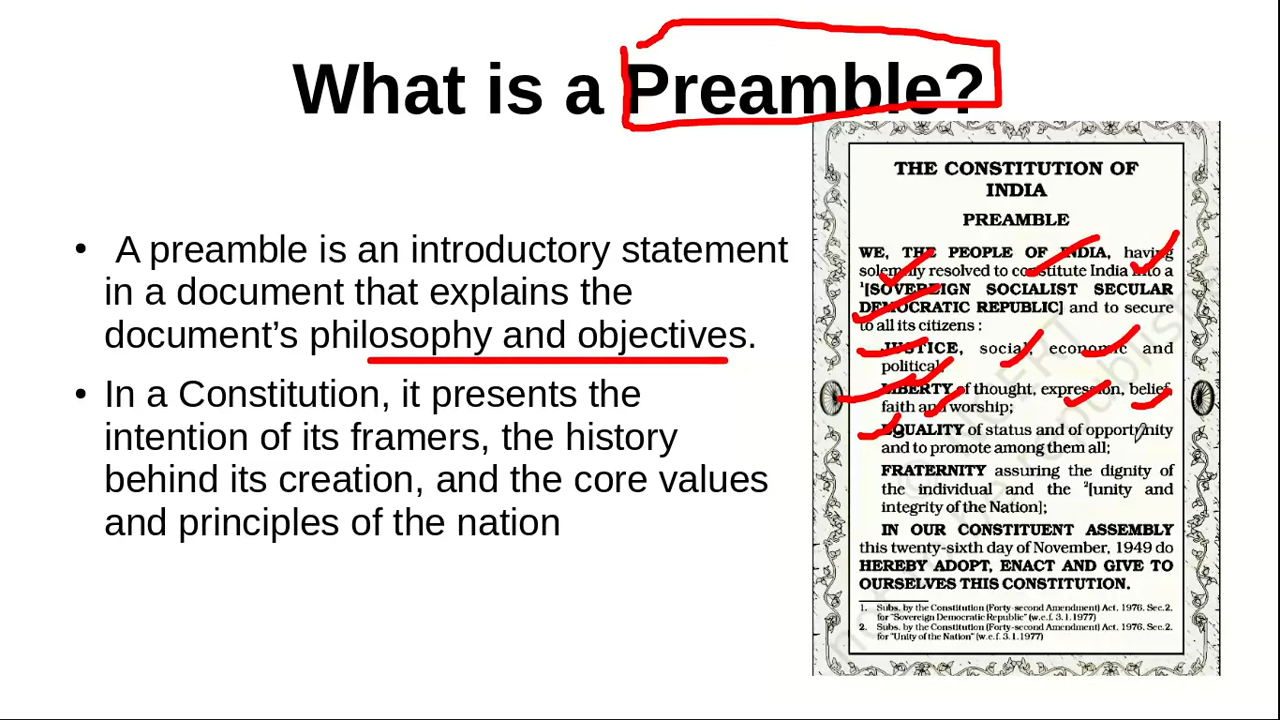 What is a Preamble?
• A preamble is an introductory statement
in a document that explains the
document’s philosophy and objectives.
• In a Constitution, it presents the
intention of its framers, the history
behind its creation, and the core values
and principles of the nation
THE CONSTITUTION OF
INDIA
PREAMBLE
WE, THE PEOPLE OF INDIA, having
solemnly resolved to constitute India into a
¹[SOVEREIGN SOCIALIST SECULAR
DEMOCRATIC REPUBLIC] and to secure
to all its citizens :
JUSTICE, social, economic and
political;
LIBERTY of thought, expression, belief,
faith and worship;
EQUALITY of status and of opportunity
and to promote among them all;
FRATERNITY assuring the dignity of
the individual and the ²[unity and
integrity of the Nation];
IN OUR CONSTITUENT ASSEMBLY
this twenty-sixth day of November, 1949 do
HEREBY ADOPT, ENACT AND GIVE TO
OURSELVES THIS CONSTITUTION.
1. Subs. by the Constitution (Forty-second Amendment) Act, 1976, Sec.2,
for "Sovereign Democratic Republic" (w.e.f. 3.1.1977)
2. Subs. by the Constitution (Forty-second Amendment) Act, 1976, Sec.2,
for "Unity of the Nation" (w.e.f. 3.1.1977)